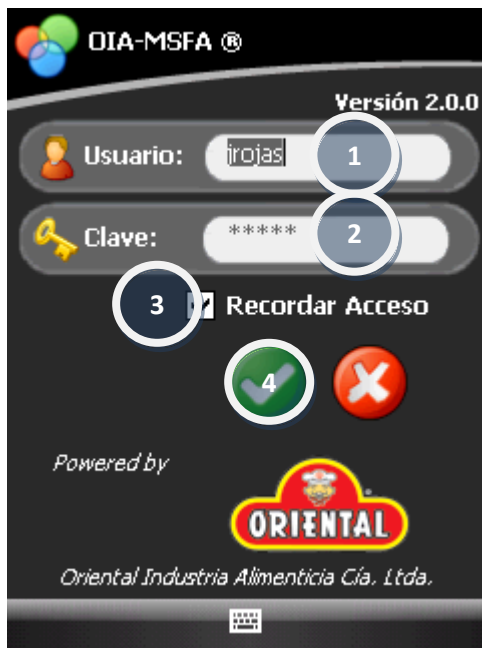 OIA-MSFA ®
Versión 2.0.0
Usuario: jrojas 1
Clave: ***** 2
3 Recordar Acceso
4
Powered by
ORIENTAL
Oriental Industria Alimenticia Cía. Ltda.